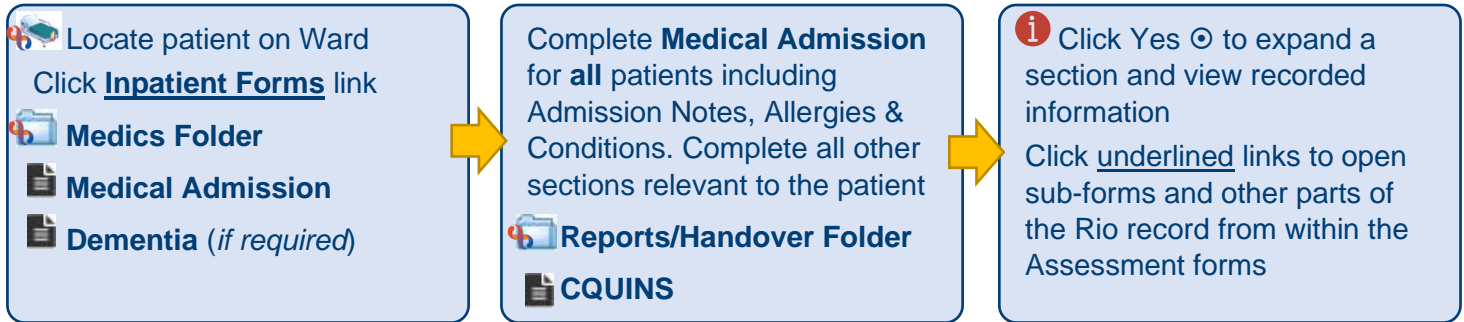 Locate patient on Ward
Click Inpatient Forms link
Medics Folder
Medical Admission
Dementia (if required)
Complete Medical Admission
for all patients including
Admission Notes, Allergies &
Conditions. Complete all other
sections relevant to the patient
Reports/Handover Folder
CQUINS
i Click Yes ⊙ to expand a
section and view recorded
information
Click underlined links to open
sub-forms and other parts of
the Rio record from within the
Assessment forms